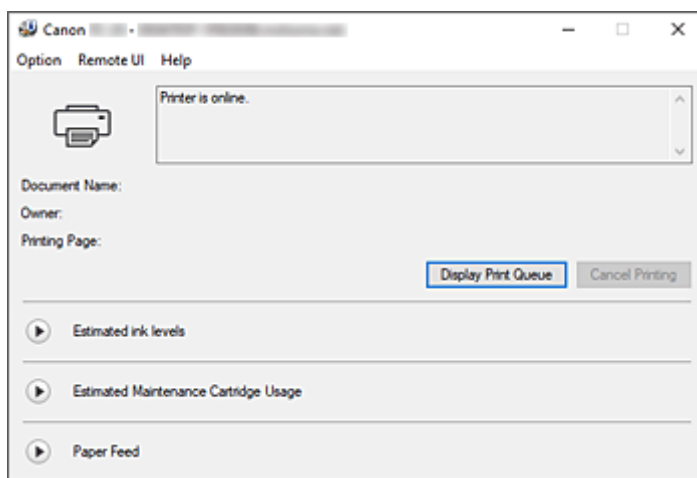 Canon
Option Remote UI Help
Printer is online.
Document Name:
Owner:
Printing Page:
Display Print Queue Cancel Printing
Estimated ink levels
Estimated Maintenance Cartridge Usage
Paper Feed